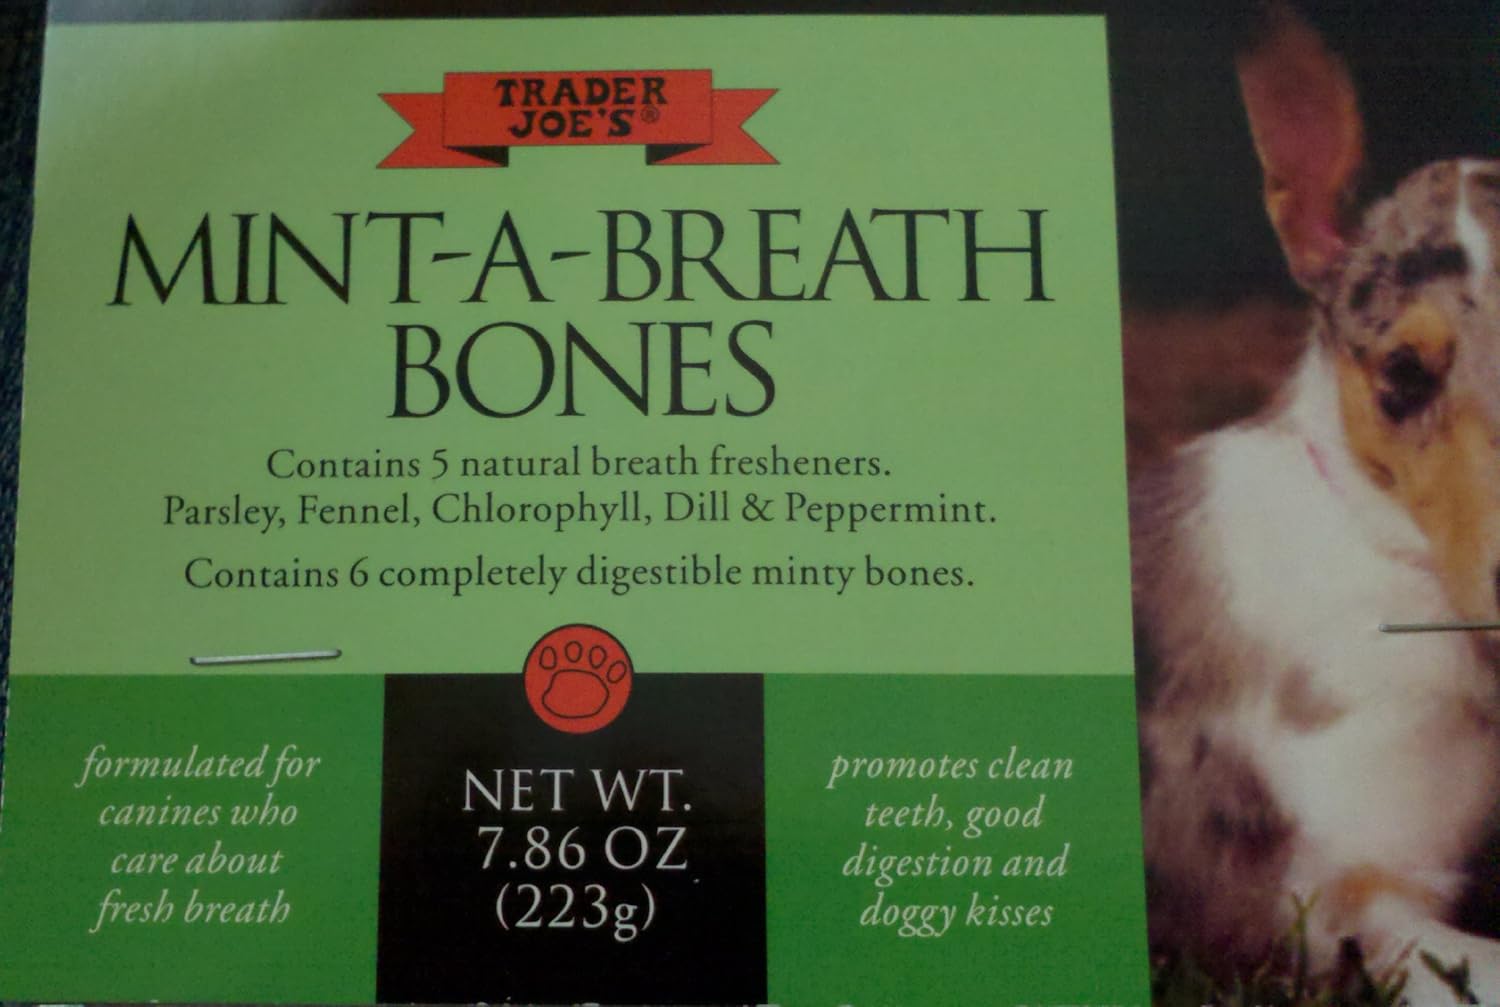 TRADER
JOE'S®
MINT-A-BREATH
BONES
Contains 5 natural breath fresheners.
Parsley, Fennel, Chlorophyll, Dill & Peppermint.
Contains 6 completely digestible minty bones.
formulated for
canines who
care about
fresh breath
NET WT.
7.86 OZ
(223g)
promotes clean
teeth, good
digestion and
doggy kisses